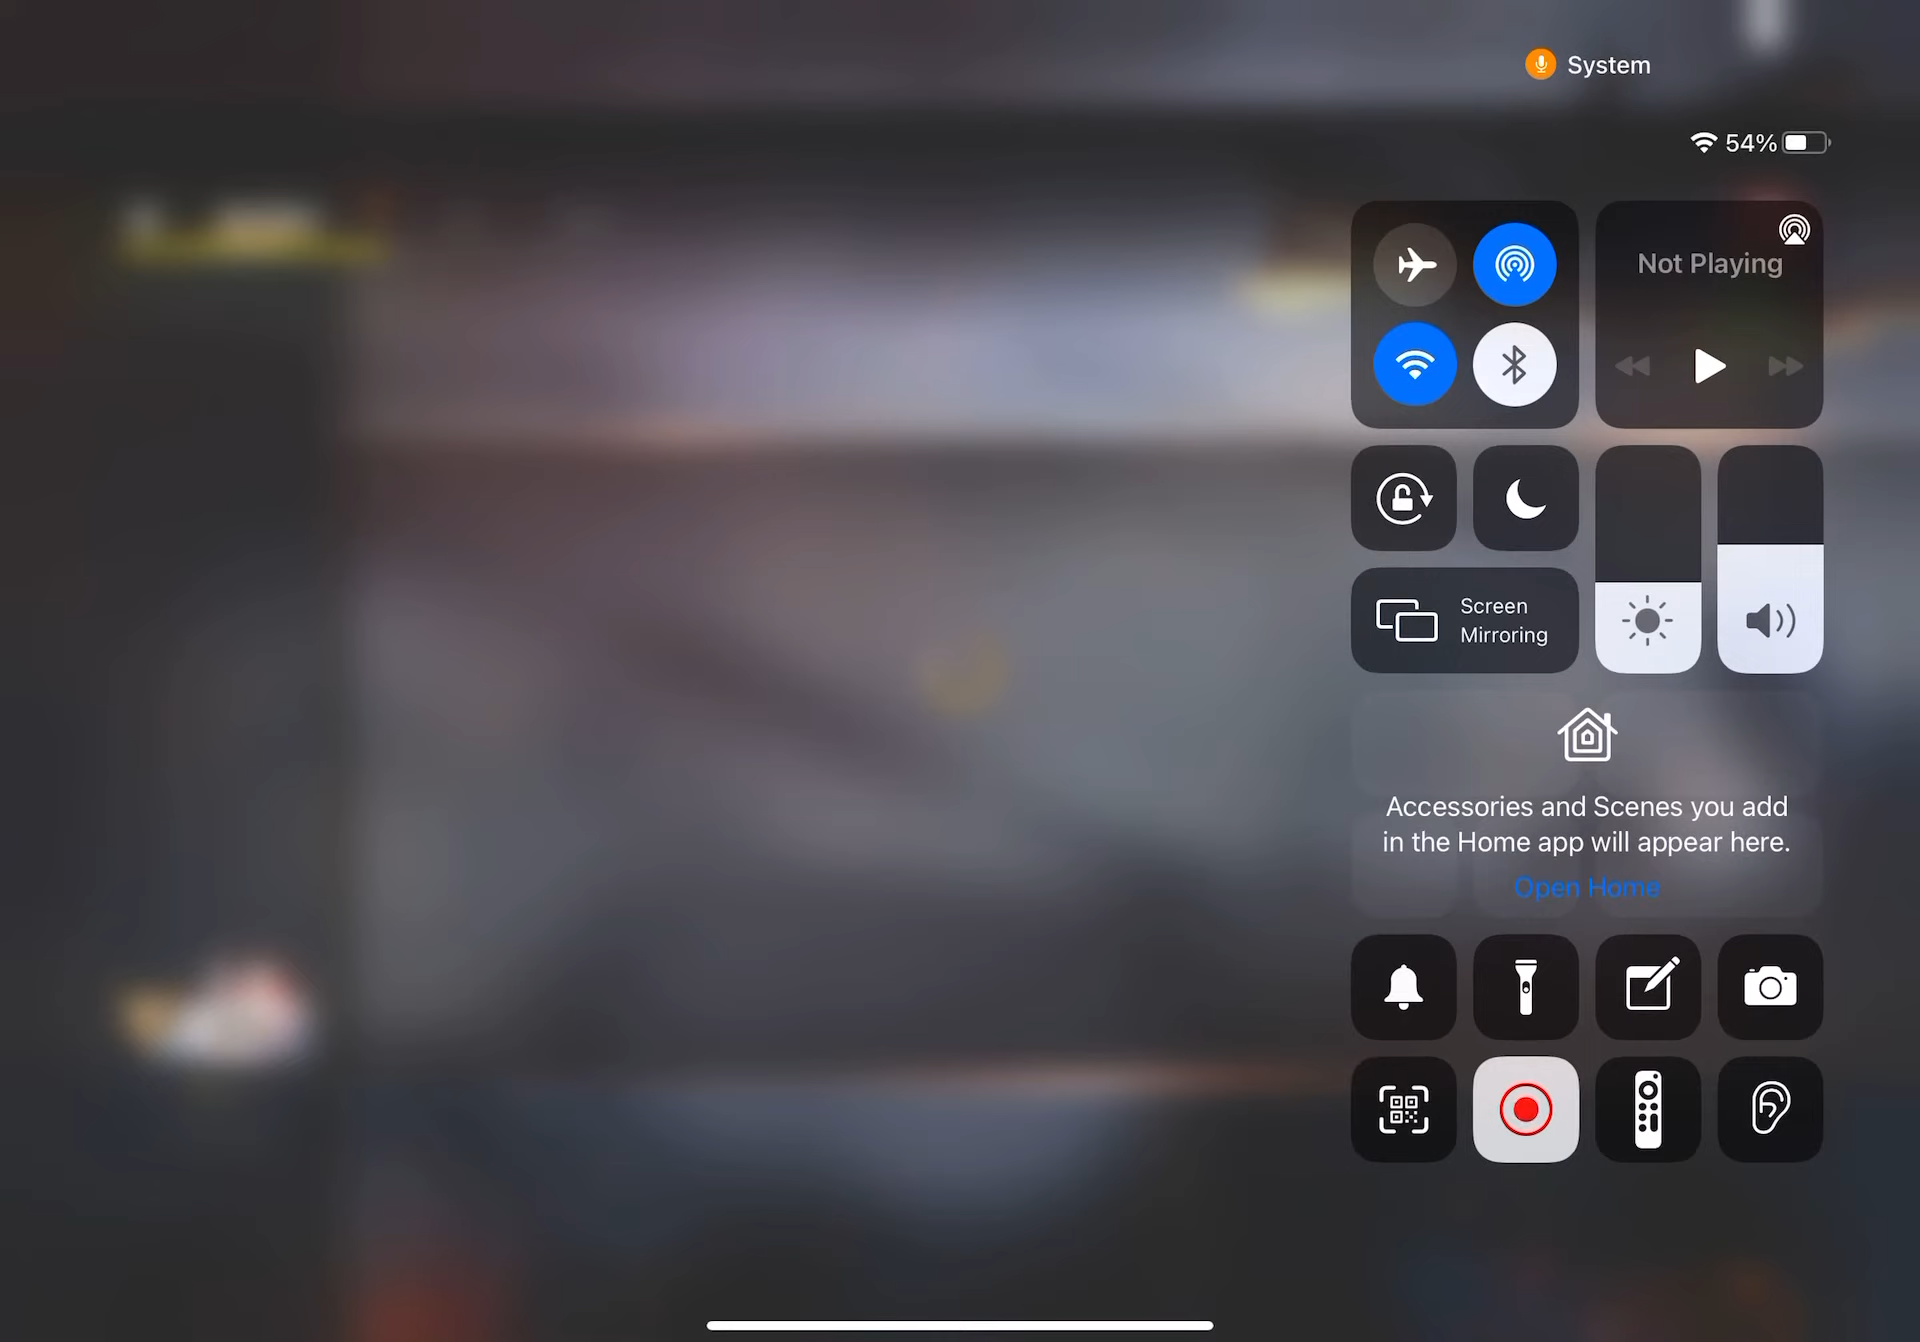 System
54%
Not Playing
Screen
Mirroring
Accessories and Scenes you add
in the Home app will appear here.
Open Home